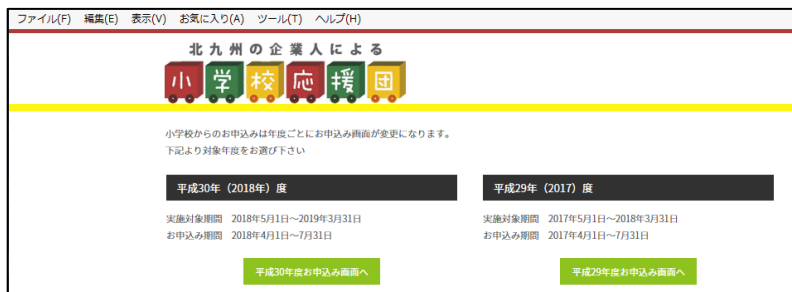 ファイル(F) 編集(E) 表示(V) お気に入り(A) ツール(T) ヘルプ(H)
北九州の企業人による
小学校応援団
小学校からのお申込みは年度ごとにお申込み画面が変更になります。
下記より対象年度をお選び下さい
平成30年（2018年）度
実施対象期間 2018年5月1日～2019年3月31日
お申込み期間 2018年4月1日～7月31日
平成30年度お申込み画面へ
平成29年（2017）度
実施対象期間 2017年5月1日～2018年3月31日
お申込み期間 2017年4月1日～7月31日
平成29年度お申込み画面へ